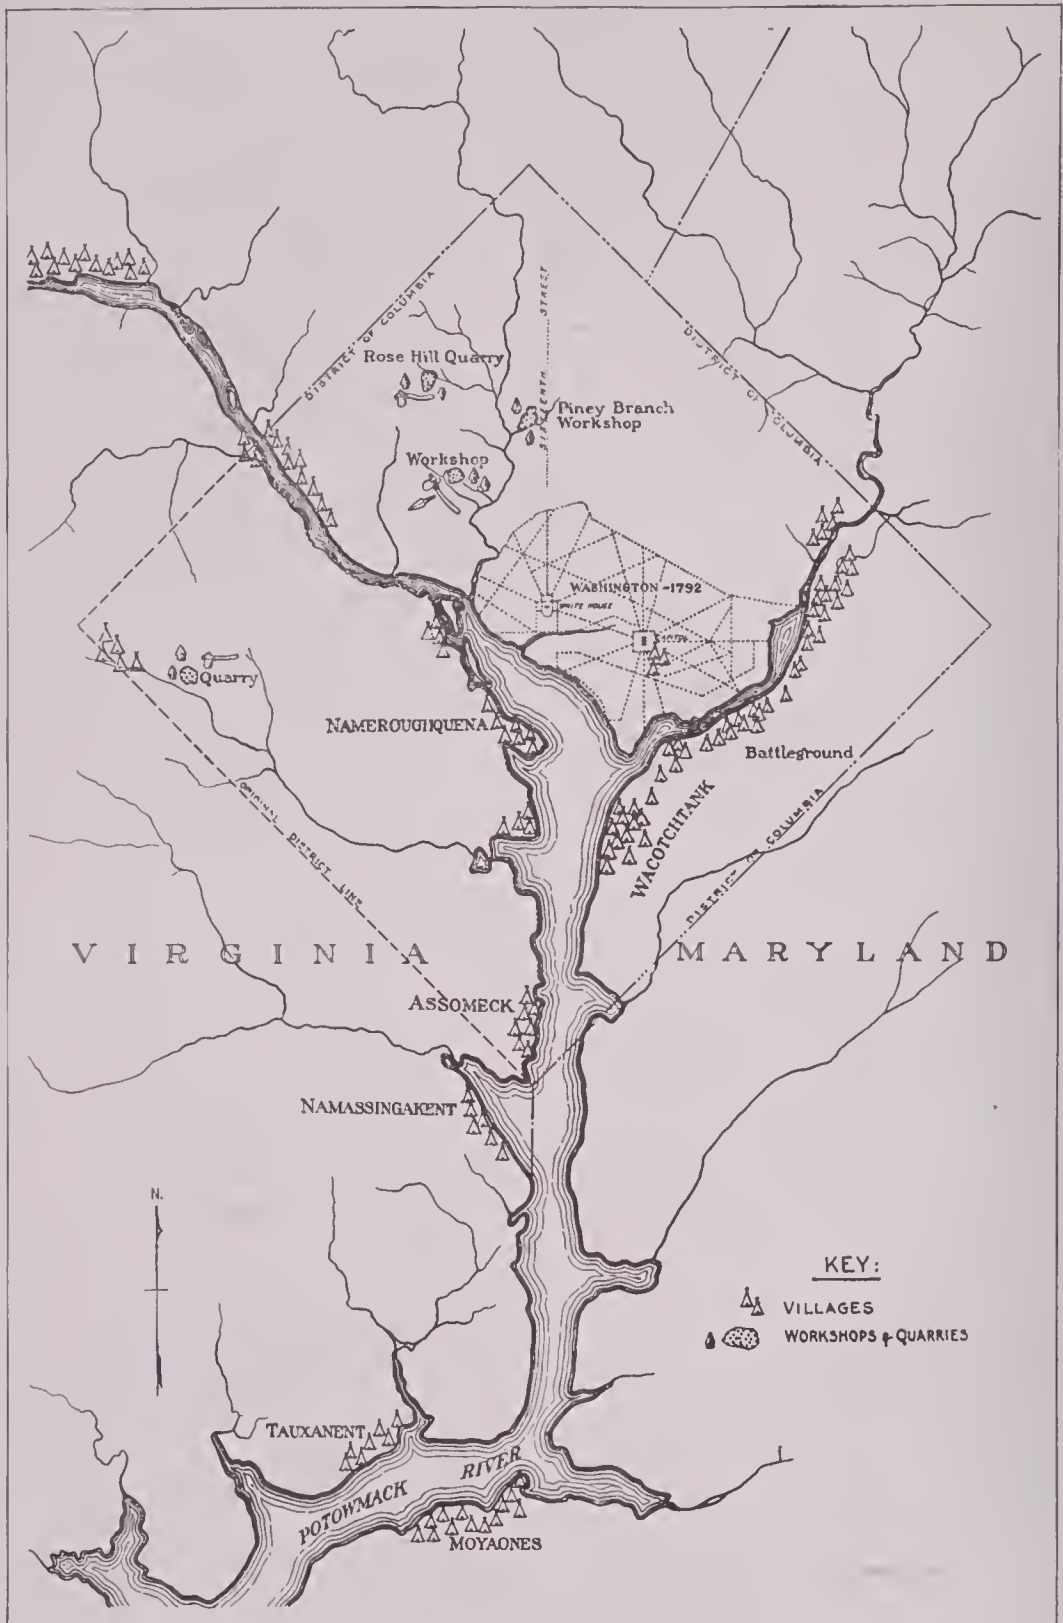 DISTRICT OF COLUMBIA
STREET
SIXTEENTH
DISTRICT OF COLUMBIA
Rose Hill Quarry
Piney Branch
Workshop
Workshop
WASHINGTON-1792
WHITE HOUSE
CAPITOL
Quarry
NAMEROUGHQUENA
Battleground
WACOTCHTANK
ORIGINAL DISTRICT LINE
DISTRICT OF COLUMBIA
VIRGINIA
MARYLAND
ASSOMECK
NAMASSINGAKENT
N.
KEY:
VILLAGES
WORKSHOPS & QUARRIES
TAUXANENT
POTOWMACK RIVER
MOYAONES